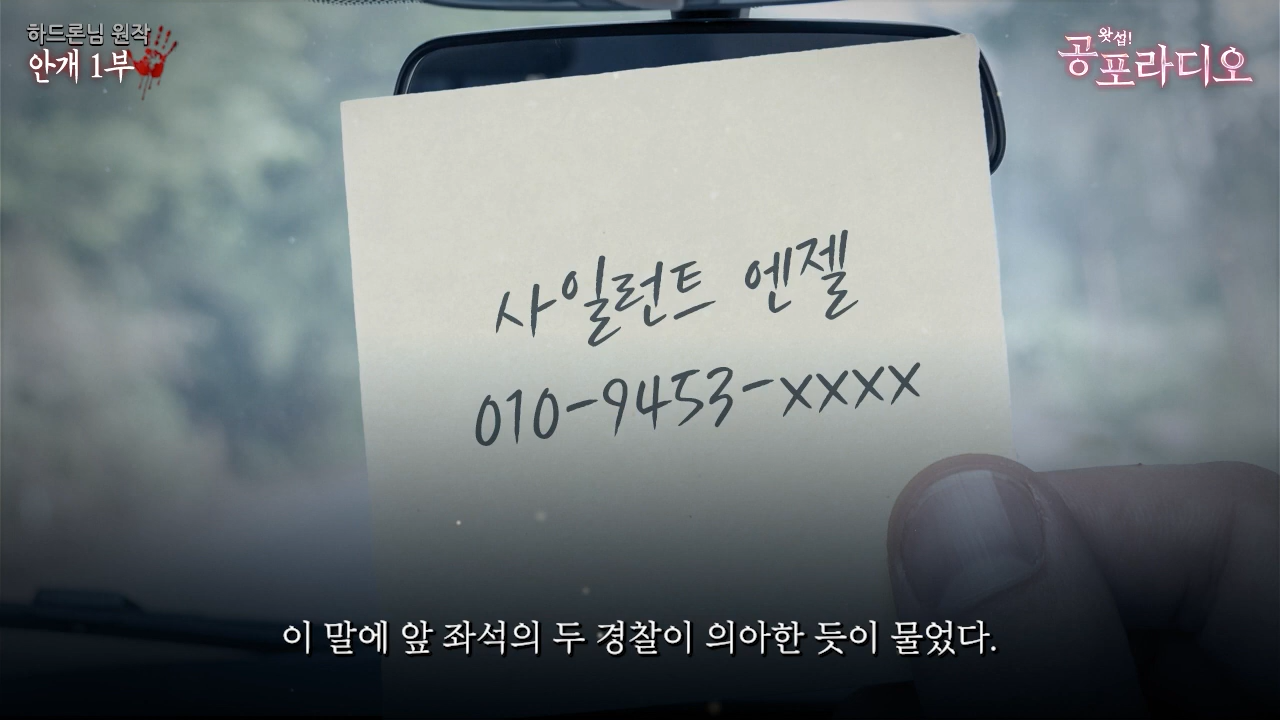 하드론님 원작
안개 1부
왓섭!
공포라디오
사일런트 엔젤
010-9453-xxxx
이 말에 앞 좌석의 두 경찰이 의아한 듯이 물었다.